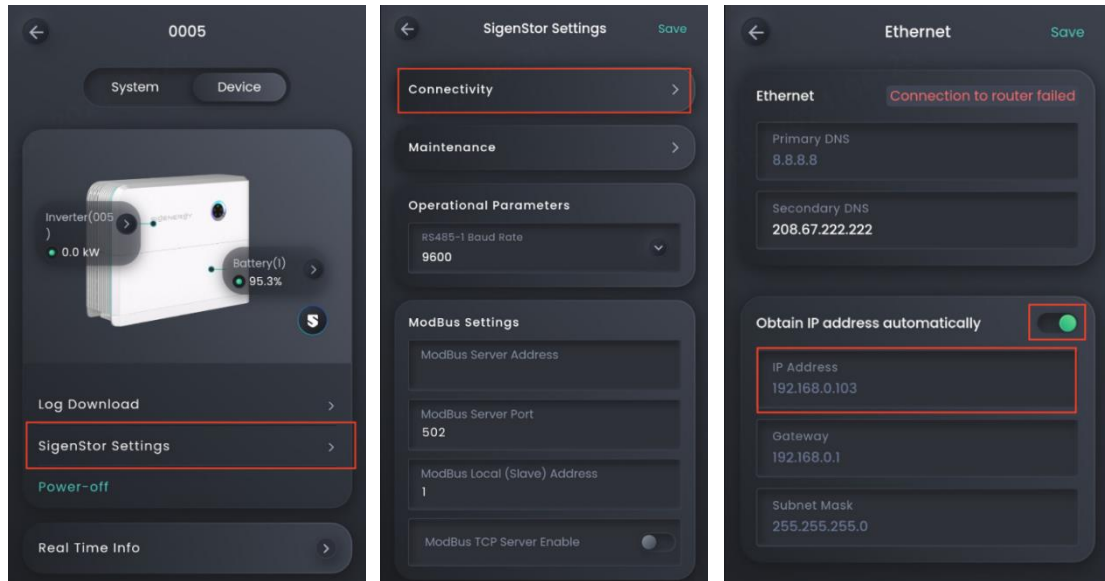 0005
System
Device
Inverter(005
)
0.0 kW
Battery(1)
95.3%
Log Download
SigenStor Settings
Power-off
Real Time Info
SigenStor Settings
Save
Connectivity
Maintenance
Operational Parameters
RS485-1 Baud Rate
9600
ModBus Settings
ModBus Server Address
ModBus Server Port
502
ModBus Local (Slave) Address
1
ModBus TCP Server Enable
Ethernet
Save
Ethernet
Connection to router failed
Primary DNS
8.8.8.8
Secondary DNS
208.67.222.222
Obtain IP address automatically
IP Address
192.168.0.103
Gateway
192.168.0.1
Subnet Mask
255.255.255.0